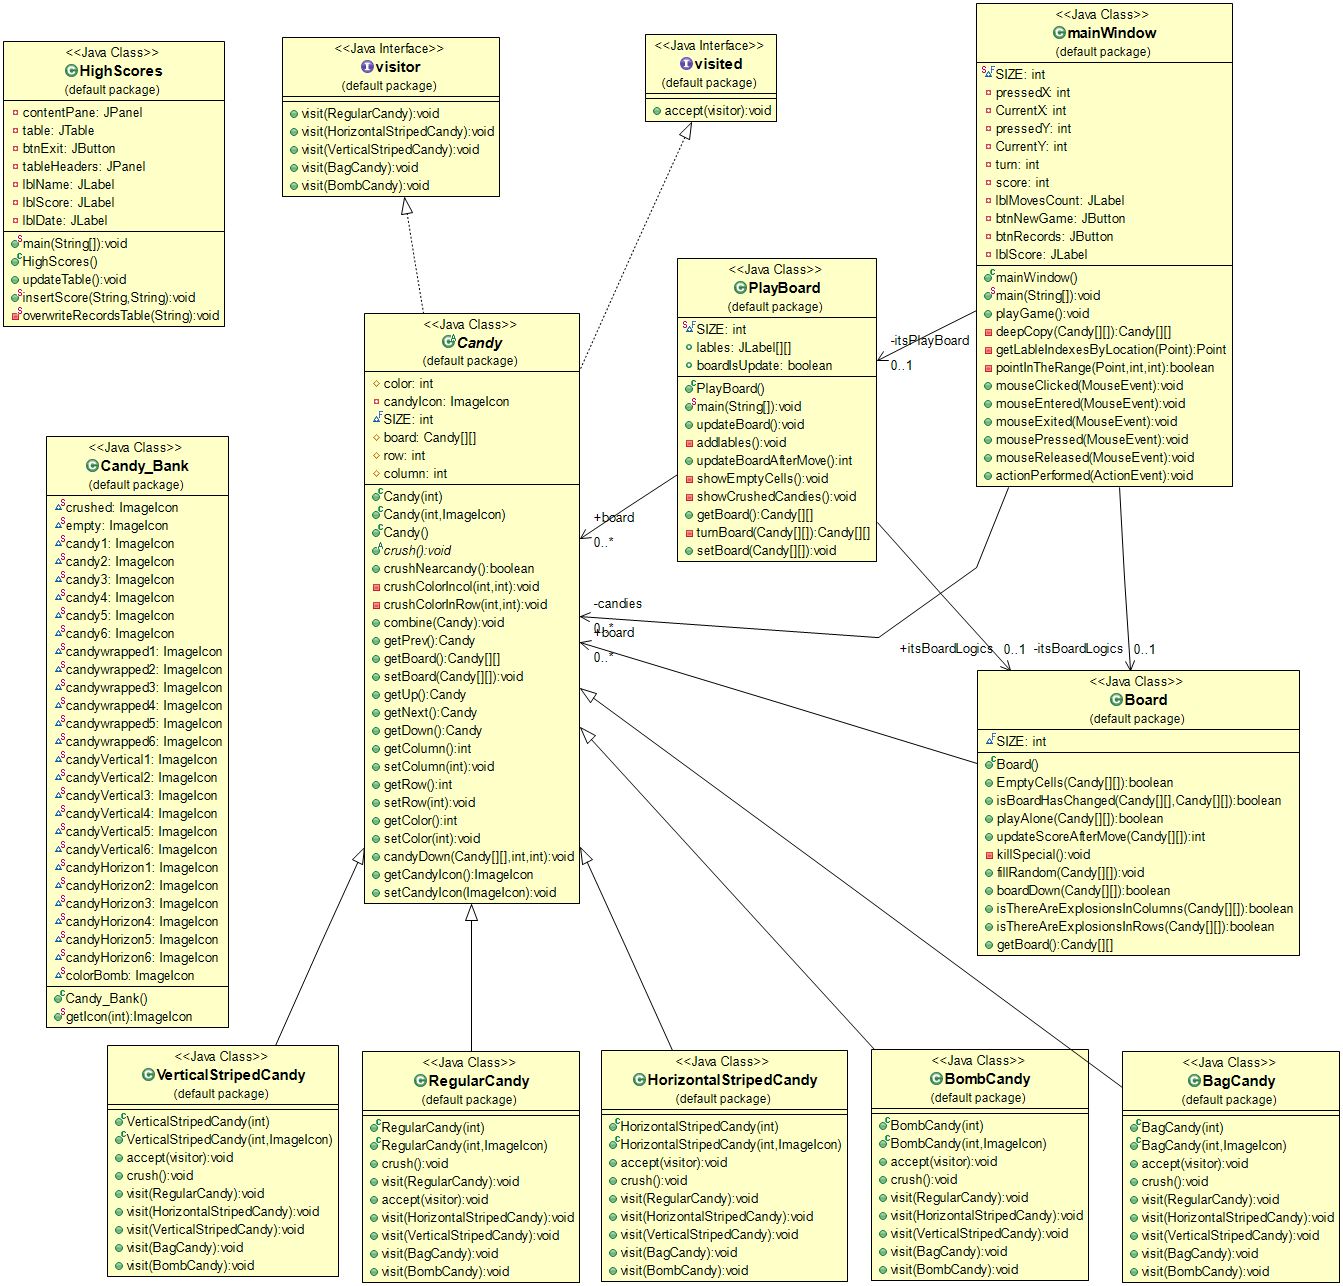 <<Java Class>>
HighScores
(default package)
contentPane: JPanel
table: JTable
btnExit: JButton
tableHeaders: JPanel
lblName: JLabel
lblScore: JLabel
lblDate: JLabel
main(String[]):void
HighScores()
updateTable():void
insertScore(String,String):void
overwriteRecordsTable(String):void
<<Java Interface>>
visitor
(default package)
visit(RegularCandy):void
visit(HorizontalStripedCandy):void
visit(VerticalStripedCandy):void
visit(BagCandy):void
visit(BombCandy):void
<<Java Interface>>
visited
(default package)
accept(visitor):void
<<Java Class>>
mainWindow
(default package)
SIZE: int
pressedX: int
CurrentX: int
pressedY: int
CurrentY: int
turn: int
score: int
lblMovesCount: JLabel
btnNewGame: JButton
btnRecords: JButton
lblScore: JLabel
mainWindow()
main(String[]):void
playGame():void
deepCopy(Candy[][]):Candy[][]
getLableIndexesByLocation(Point):Point
pointInTheRange(Point,int,int):boolean
mouseClicked(MouseEvent):void
mouseEntered(MouseEvent):void
mouseExited(MouseEvent):void
mousePressed(MouseEvent):void
mouseReleased(MouseEvent):void
actionPerformed(ActionEvent):void
<<Java Class>>
PlayBoard
(default package)
SIZE: int
lables: JLabel[][]
boardIsUpdate: boolean
PlayBoard()
main(String[]):void
updateBoard():void
addlables():void
updateBoardAfterMove():int
showEmptyCells():void
showCrushedCandies():void
getBoard():Candy[][]
turnBoard(Candy[][]):Candy[][]
setBoard(Candy[][]):void
-itsPlayBoard
0..1
<<Java Class>>
Candy
(default package)
color: int
candyIcon: ImageIcon
SIZE: int
board: Candy[][]
row: int
column: int
Candy(int)
Candy(int,ImageIcon)
Candy()
crush():void
crushNearcandy():boolean
crushColorIncol(int,int):void
crushColorInRow(int,int):void
combine(Candy):void
getPrev():Candy
getBoard():Candy[][]
setBoard(Candy[][]):void
getUp():Candy
getNext():Candy
getDown():Candy
getColumn():int
setColumn(int):void
getRow():int
setRow(int):void
getColor():int
setColor(int):void
candyDown(Candy[][],int,int):void
getCandyIcon():ImageIcon
setCandyIcon(ImageIcon):void
+board
0..*
-candies
0..*
+board
0..*
+itsBoardLogics
0..1
-itsBoardLogics
0..1
<<Java Class>>
Candy_Bank
(default package)
crushed: ImageIcon
empty: ImageIcon
candy1: ImageIcon
candy2: ImageIcon
candy3: ImageIcon
candy4: ImageIcon
candy5: ImageIcon
candy6: ImageIcon
candywrapped1: ImageIcon
candywrapped2: ImageIcon
candywrapped3: ImageIcon
candywrapped4: ImageIcon
candywrapped5: ImageIcon
candywrapped6: ImageIcon
candyVertical1: ImageIcon
candyVertical2: ImageIcon
candyVertical3: ImageIcon
candyVertical4: ImageIcon
candyVertical5: ImageIcon
candyVertical6: ImageIcon
candyHorizon1: ImageIcon
candyHorizon2: ImageIcon
candyHorizon3: ImageIcon
candyHorizon4: ImageIcon
candyHorizon5: ImageIcon
candyHorizon6: ImageIcon
colorBomb: ImageIcon
Candy_Bank()
getIcon(int):ImageIcon
<<Java Class>>
Board
(default package)
SIZE: int
Board()
EmptyCells(Candy[][]):boolean
isBoardHasChanged(Candy[][],Candy[][]):boolean
playAlone(Candy[][]):boolean
updateScoreAfterMove(Candy[][]):int
killSpecial():void
fillRandom(Candy[][]):void
boardDown(Candy[][]):boolean
isThereAreExplosionsInColumns(Candy[][]):boolean
isThereAreExplosionsInRows(Candy[][]):boolean
getBoard():Candy[][]
<<Java Class>>
VerticalStripedCandy
(default package)
VerticalStripedCandy(int)
VerticalStripedCandy(int,ImageIcon)
accept(visitor):void
crush():void
visit(RegularCandy):void
visit(HorizontalStripedCandy):void
visit(VerticalStripedCandy):void
visit(BagCandy):void
visit(BombCandy):void
<<Java Class>>
RegularCandy
(default package)
RegularCandy(int)
RegularCandy(int,ImageIcon)
crush():void
visit(RegularCandy):void
accept(visitor):void
visit(HorizontalStripedCandy):void
visit(VerticalStripedCandy):void
visit(BagCandy):void
visit(BombCandy):void
<<Java Class>>
HorizontalStripedCandy
(default package)
HorizontalStripedCandy(int)
HorizontalStripedCandy(int,ImageIcon)
accept(visitor):void
crush():void
visit(RegularCandy):void
visit(HorizontalStripedCandy):void
visit(VerticalStripedCandy):void
visit(BagCandy):void
visit(BombCandy):void
<<Java Class>>
BombCandy
(default package)
BombCandy(int)
BombCandy(int,ImageIcon)
accept(visitor):void
crush():void
visit(RegularCandy):void
visit(HorizontalStripedCandy):void
visit(VerticalStripedCandy):void
visit(BagCandy):void
visit(BombCandy):void
<<Java Class>>
BagCandy
(default package)
BagCandy(int)
BagCandy(int,ImageIcon)
accept(visitor):void
crush():void
visit(RegularCandy):void
visit(HorizontalStripedCandy):void
visit(VerticalStripedCandy):void
visit(BagCandy):void
visit(BombCandy):void